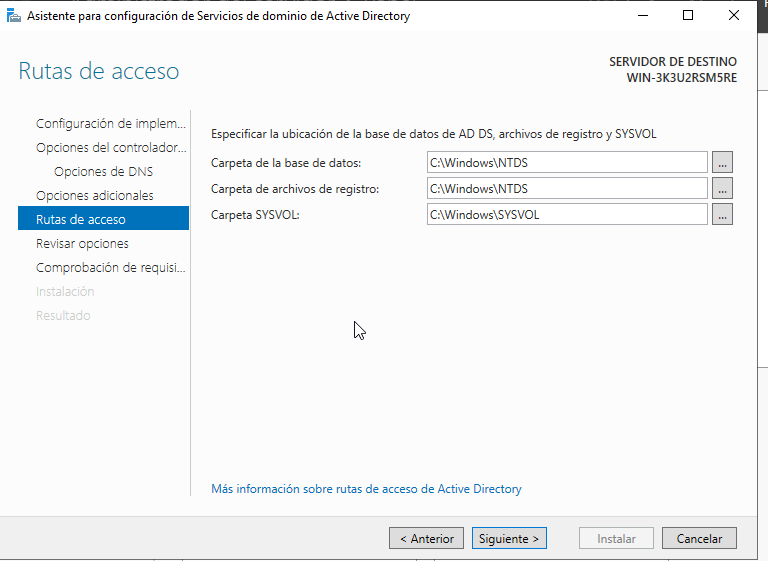 Asistente para configuración de Servicios de dominio de Active Directory
Rutas de acceso
SERVIDOR DE DESTINO
WIN-3K3U2RSM5RE
Configuración de implem...
Opciones del controlador...
Opciones de DNS
Opciones adicionales
Rutas de acceso
Revisar opciones
Comprobación de requisi...
Instalación
Resultado
Especificar la ubicación de la base de datos de AD DS, archivos de registro y SYSVOL
Carpeta de la base de datos: C:\Windows\NTDS ...
Carpeta de archivos de registro: C:\Windows\NTDS ...
Carpeta SYSVOL: C:\Windows\SYSVOL ...
Más información sobre rutas de acceso de Active Directory
< Anterior Siguiente > Instalar Cancelar